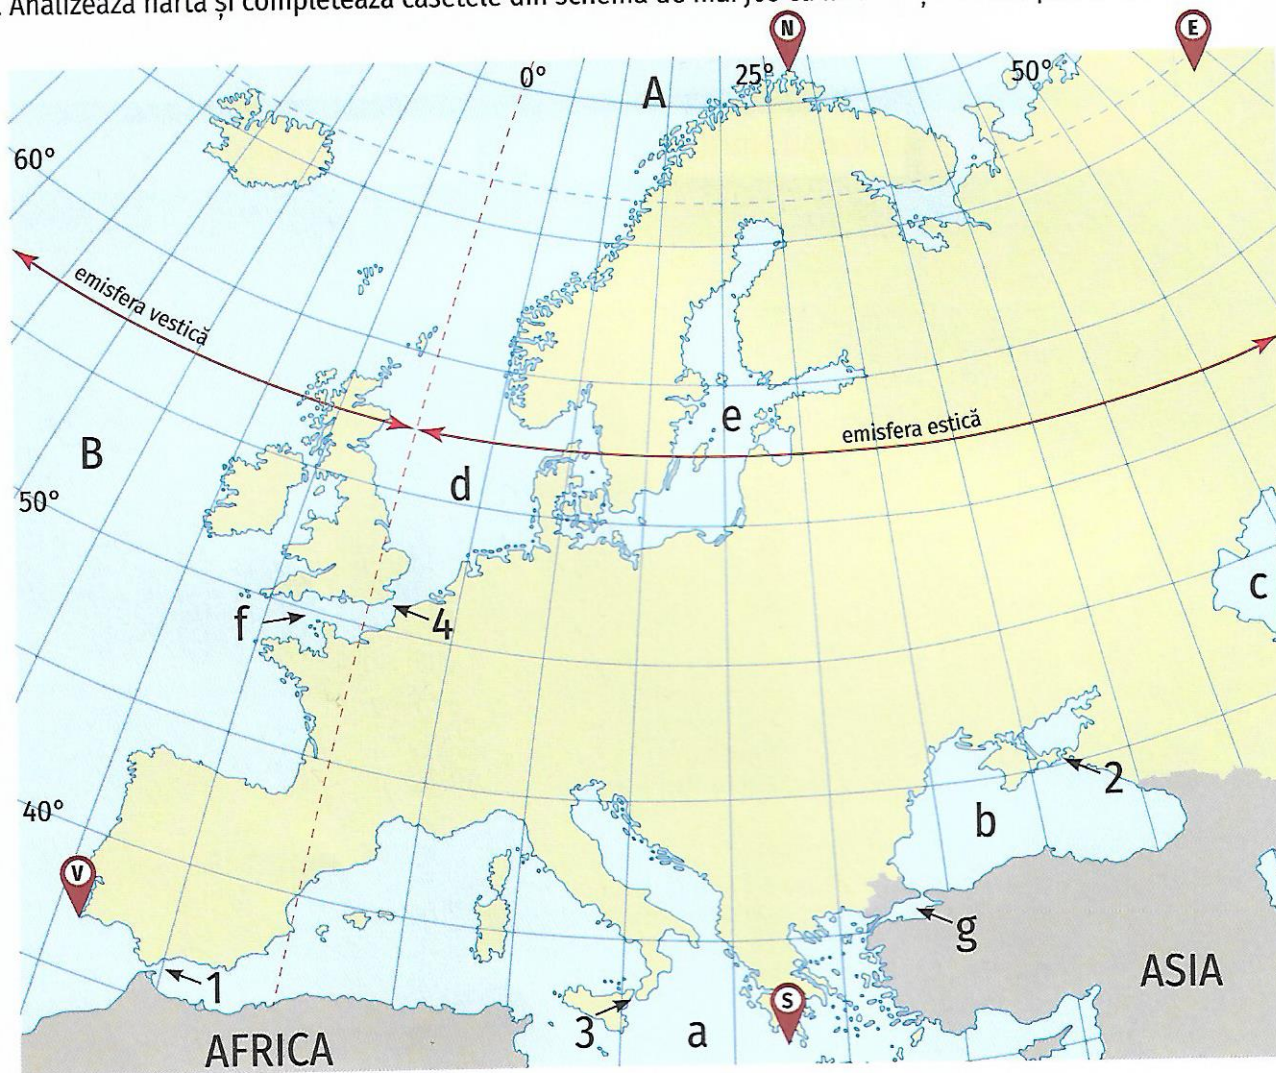 Analizează harta și completează casetele din schema de mai jos cu
N
E
0°
A
25°
50°
60°
emisfera vestică
e
emisfera estică
B
d
50°
c
f
4
2
40°
b
V
g
1
ASIA
S
3
a
AFRICA